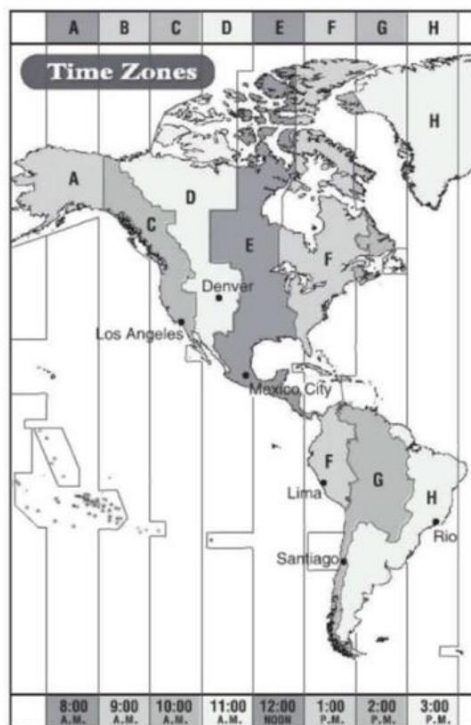 A B C D E F G H
Time Zones
H
A
D
C
E
F
Denver
Los Angeles
Mexico City
F
G
Lima
H
Rio
Santiago
8:00 9:00 10:00 11:00 12:00 1:00 2:00 3:00
A.M. A.M. A.M. A.M. NOON P.M. P.M. P.M.